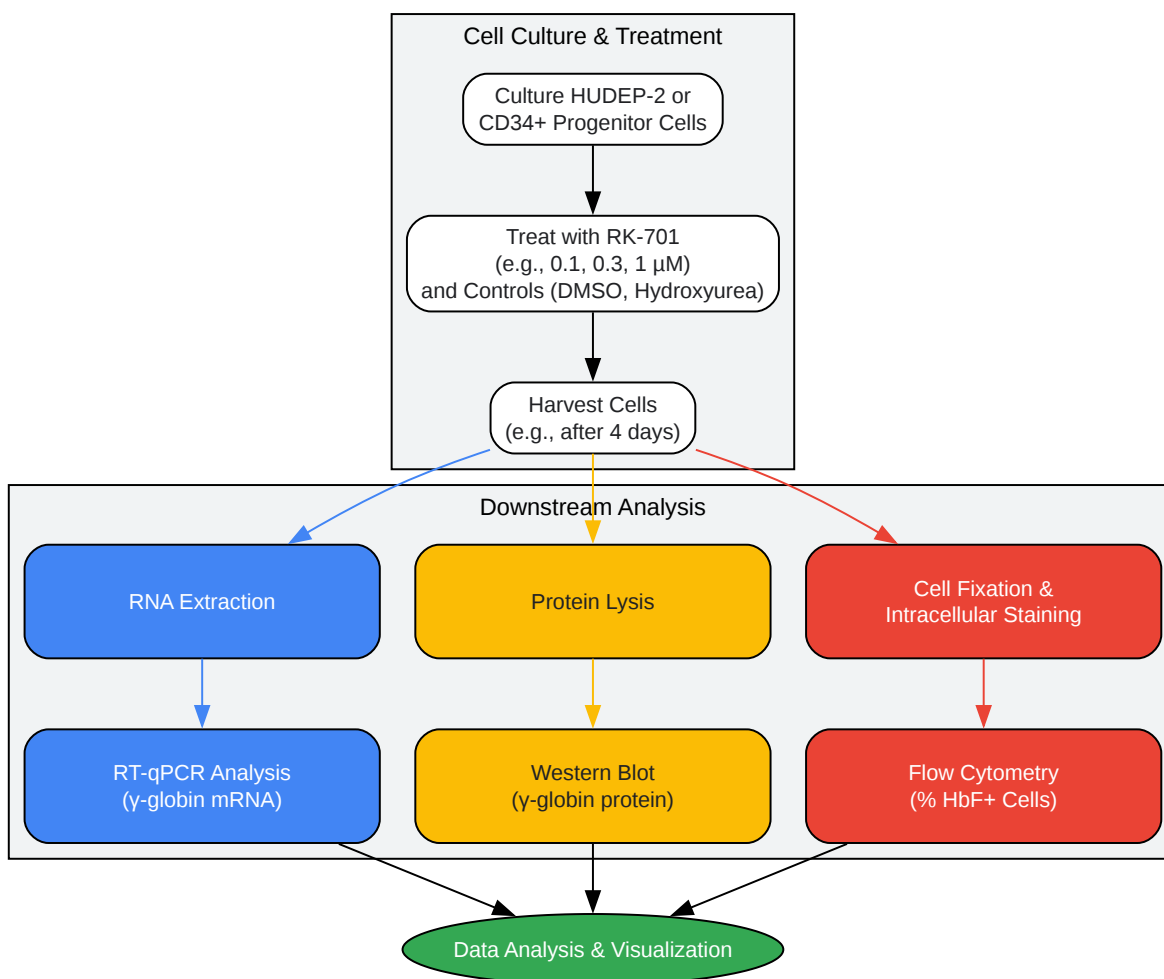 Cell Culture & Treatment
Culture HUDEP-2 or
CD34+ Progenitor Cells
Treat with RK-701
(e.g., 0.1, 0.3, 1 µM)
and Controls (DMSO, Hydroxyurea)
Harvest Cells
(e.g., after 4 days)
Downstream Analysis
RNA Extraction
Protein Lysis
Cell Fixation &
Intracellular Staining
RT-qPCR Analysis
(γ-globin mRNA)
Western Blot
(γ-globin protein)
Flow Cytometry
(% HbF+ Cells)
Data Analysis & Visualization